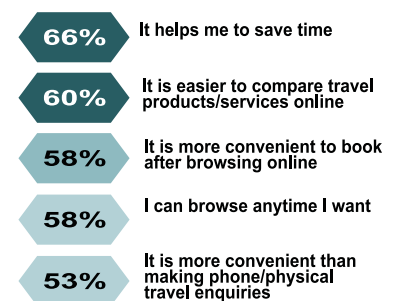 66%
It helps me to save time
60%
It is easier to compare travel
products/services online
58%
It is more convenient to book
after browsing online
58%
I can browse anytime I want
53%
It is more convenient than
making phone/physical
travel enquiries